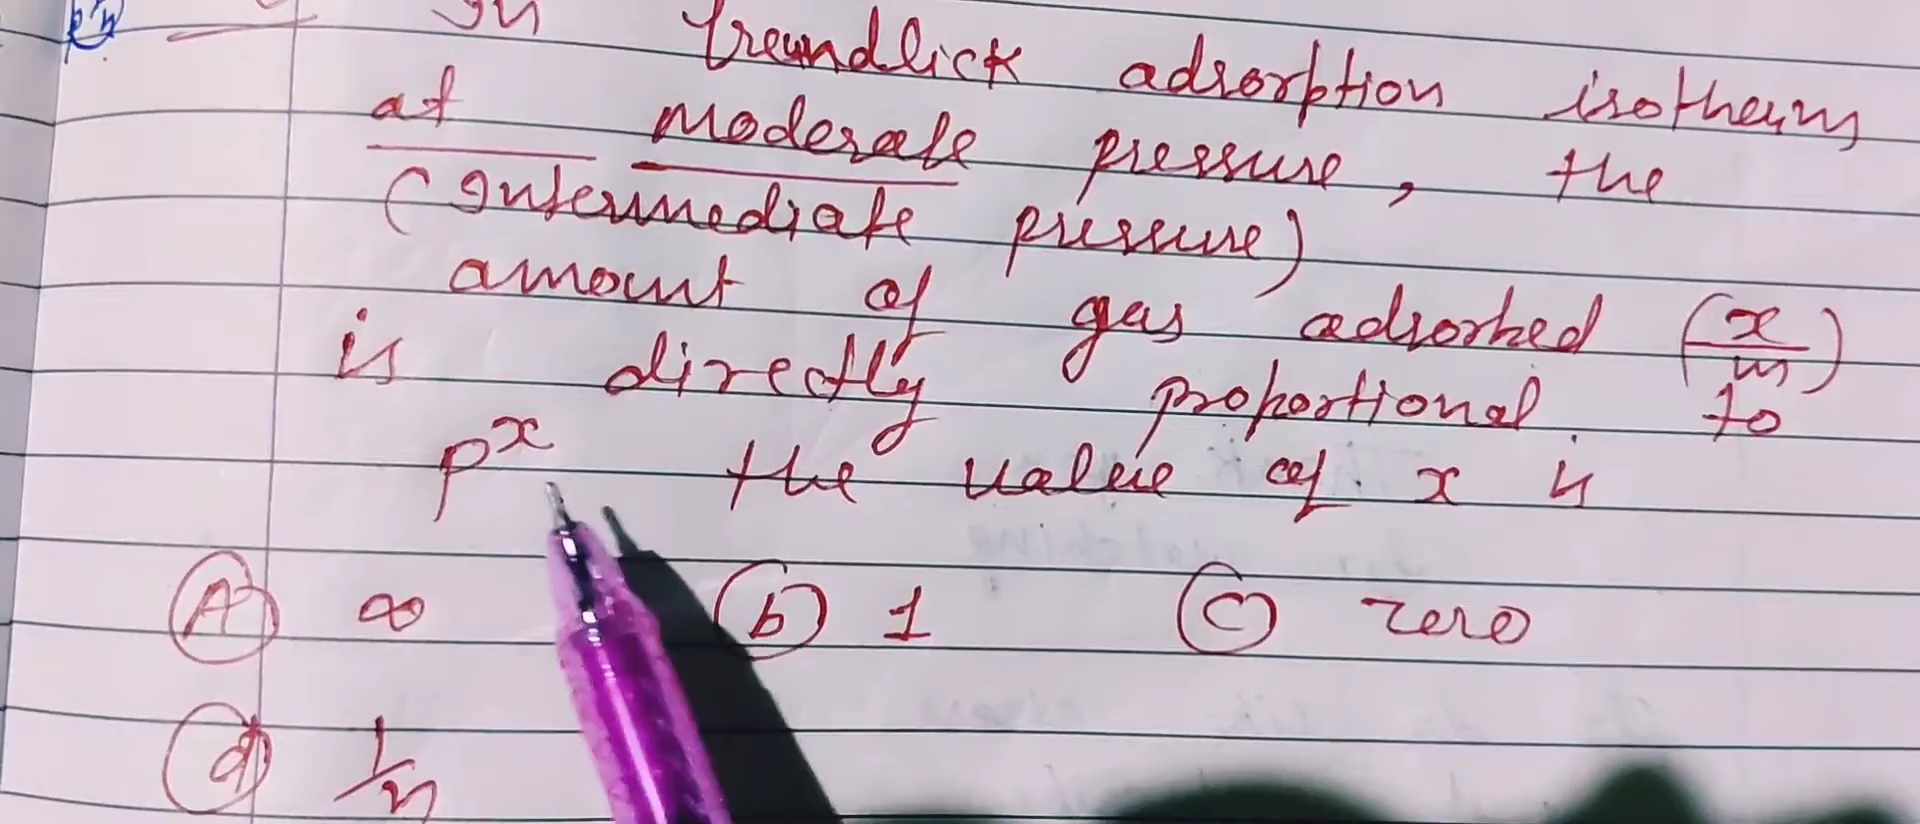 In freundlick adsorption isotherm
at moderate pressure, the
(Intermediate pressure)
amount of gas adsorbed (x/m)
is directly proportional to
P^x the value of x is
(A) ∞ (b) 1 (c) zero
(d) 1/n